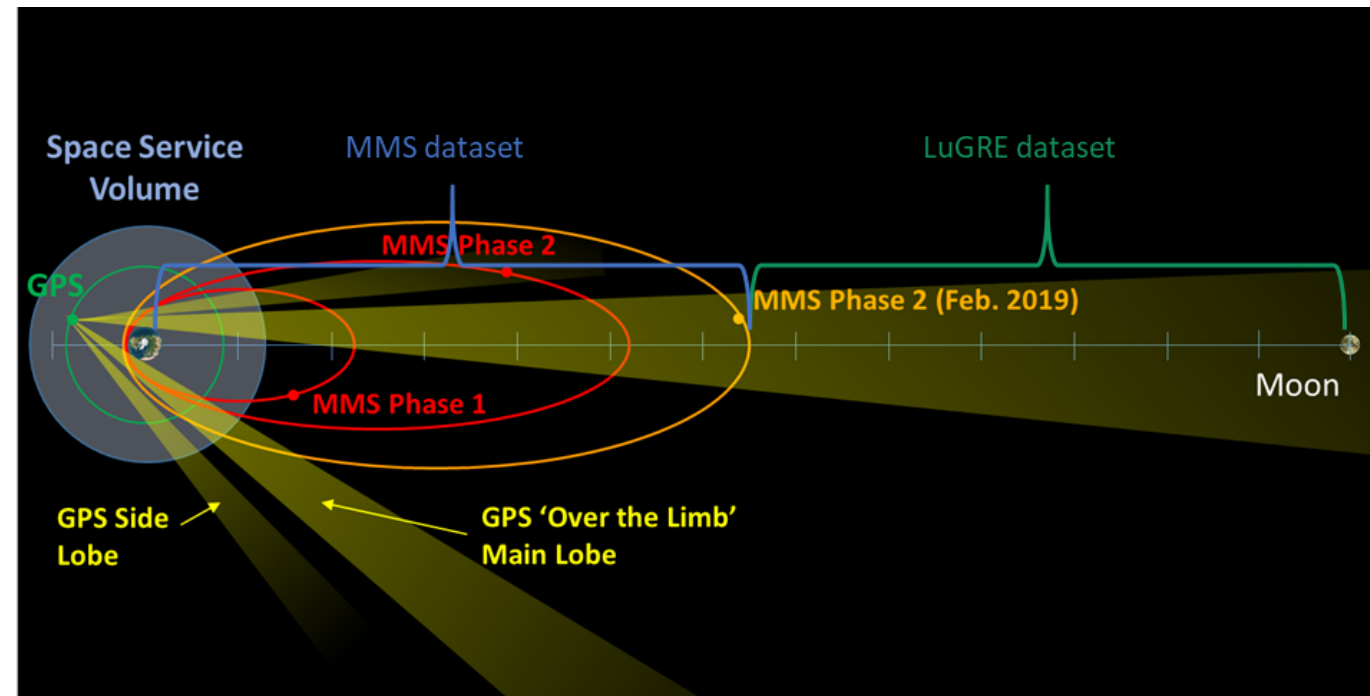 Space Service
Volume
MMS dataset
LuGRE dataset
MMS Phase 2
GPS
MMS Phase 2 (Feb. 2019)
Moon
MMS Phase 1
GPS Side
Lobe
GPS ‘Over the Limb’
Main Lobe